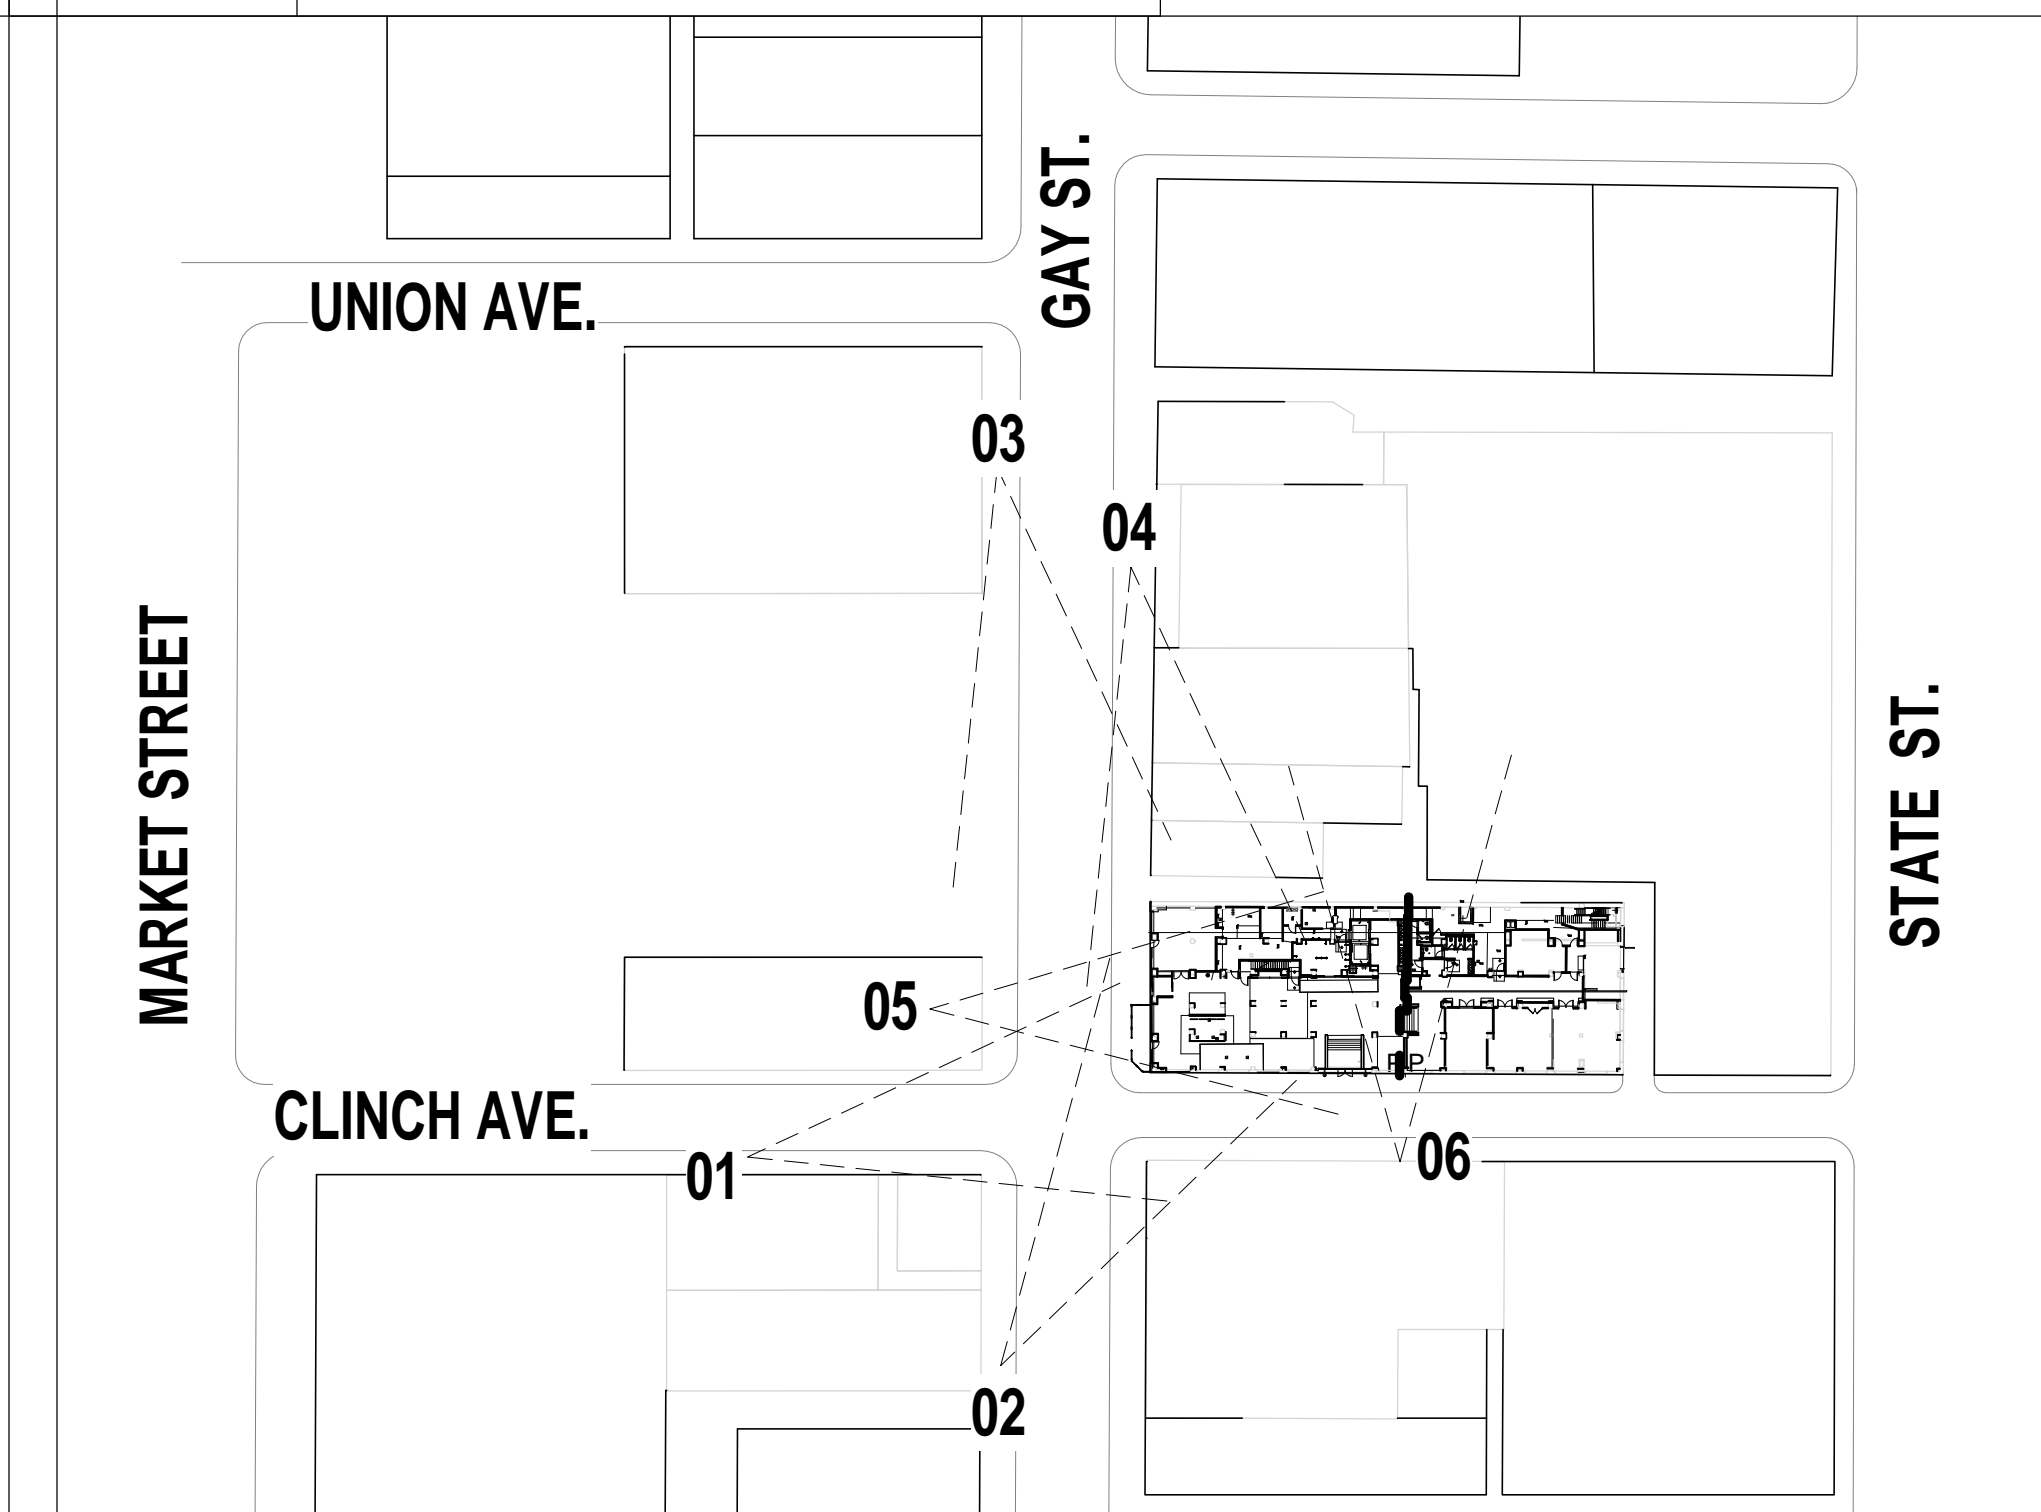 GAY ST.
UNION AVE.
03
04
MARKET STREET
STATE ST.
05
CLINCH AVE.
01
06
02